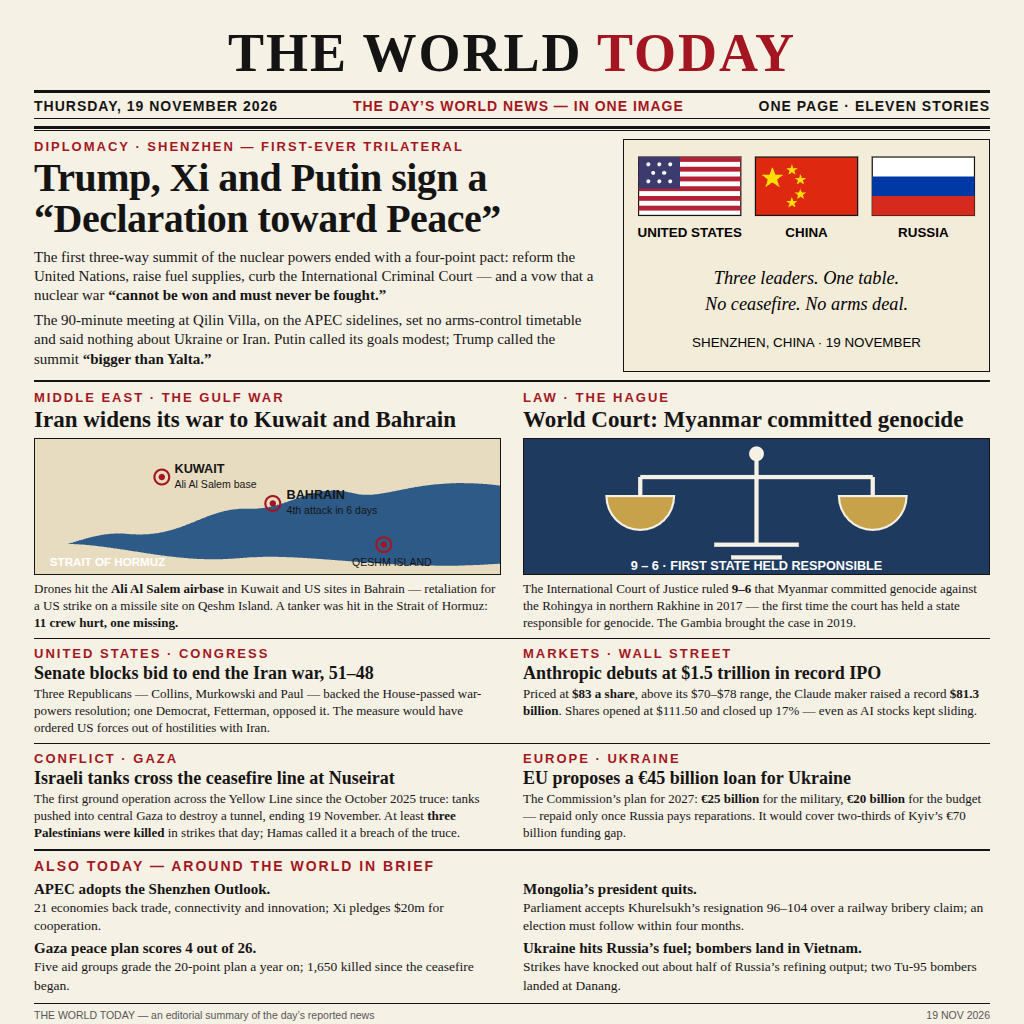 THE WORLD TODAY
THURSDAY, 19 NOVEMBER 2026
THE DAY’S WORLD NEWS — IN ONE IMAGE
ONE PAGE · ELEVEN STORIES
DIPLOMACY · SHENZHEN — FIRST-EVER TRILATERAL
Trump, Xi and Putin sign a
“Declaration toward Peace”
The first three-way summit of the nuclear powers ended with a four-point pact: reform the
United Nations, raise fuel supplies, curb the International Criminal Court — and a vow that a
nuclear war “cannot be won and must never be fought.”
The 90-minute meeting at Qilin Villa, on the APEC sidelines, set no arms-control timetable
and said nothing about Ukraine or Iran. Putin called its goals modest; Trump called the
summit “bigger than Yalta.”
UNITED STATES
CHINA
RUSSIA
Three leaders. One table.
No ceasefire. No arms deal.
SHENZHEN, CHINA · 19 NOVEMBER
MIDDLE EAST · THE GULF WAR
Iran widens its war to Kuwait and Bahrain
KUWAIT
Ali Al Salem base
BAHRAIN
4th attack in 6 days
STRAIT OF HORMUZ
QESHM ISLAND
Drones hit the Ali Al Salem airbase in Kuwait and US sites in Bahrain — retaliation for
a US strike on a missile site on Qeshm Island. A tanker was hit in the Strait of Hormuz:
11 crew hurt, one missing.
LAW · THE HAGUE
World Court: Myanmar committed genocide
9 – 6 · FIRST STATE HELD RESPONSIBLE
The International Court of Justice ruled 9–6 that Myanmar committed genocide against
the Rohingya in northern Rakhine in 2017 — the first time the court has held a state
responsible for genocide. The Gambia brought the case in 2019.
UNITED STATES · CONGRESS
Senate blocks bid to end the Iran war, 51–48
Three Republicans — Collins, Murkowski and Paul — backed the House-passed war-
powers resolution; one Democrat, Fetterman, opposed it. The measure would have
ordered US forces out of hostilities with Iran.
MARKETS · WALL STREET
Anthropic debuts at $1.5 trillion in record IPO
Priced at $83 a share, above its $70–$78 range, the Claude maker raised a record $81.3
billion. Shares opened at $111.50 and closed up 17% — even as AI stocks kept sliding.
CONFLICT · GAZA
Israeli tanks cross the ceasefire line at Nuseirat
The first ground operation across the Yellow Line since the October 2025 truce: tanks
pushed into central Gaza to destroy a tunnel, ending 19 November. At least three
Palestinians were killed in strikes that day; Hamas called it a breach of the truce.
EUROPE · UKRAINE
EU proposes a €45 billion loan for Ukraine
The Commission’s plan for 2027: €25 billion for the military, €20 billion for the budget
— repaid only once Russia pays reparations. It would cover two-thirds of Kyiv’s €70
billion funding gap.
ALSO TODAY — AROUND THE WORLD IN BRIEF
APEC adopts the Shenzhen Outlook.
21 economies back trade, connectivity and innovation; Xi pledges $20m for
cooperation.
Gaza peace plan scores 4 out of 26.
Five aid groups grade the 20-point plan a year on; 1,650 killed since the ceasefire
began.
Mongolia’s president quits.
Parliament accepts Khurelsukh’s resignation 96–104 over a railway bribery claim; an
election must follow within four months.
Ukraine hits Russia’s fuel; bombers land in Vietnam.
Strikes have knocked out about half of Russia’s refining output; two Tu-95 bombers
landed at Danang.
THE WORLD TODAY — an editorial summary of the day’s reported news
19 NOV 2026